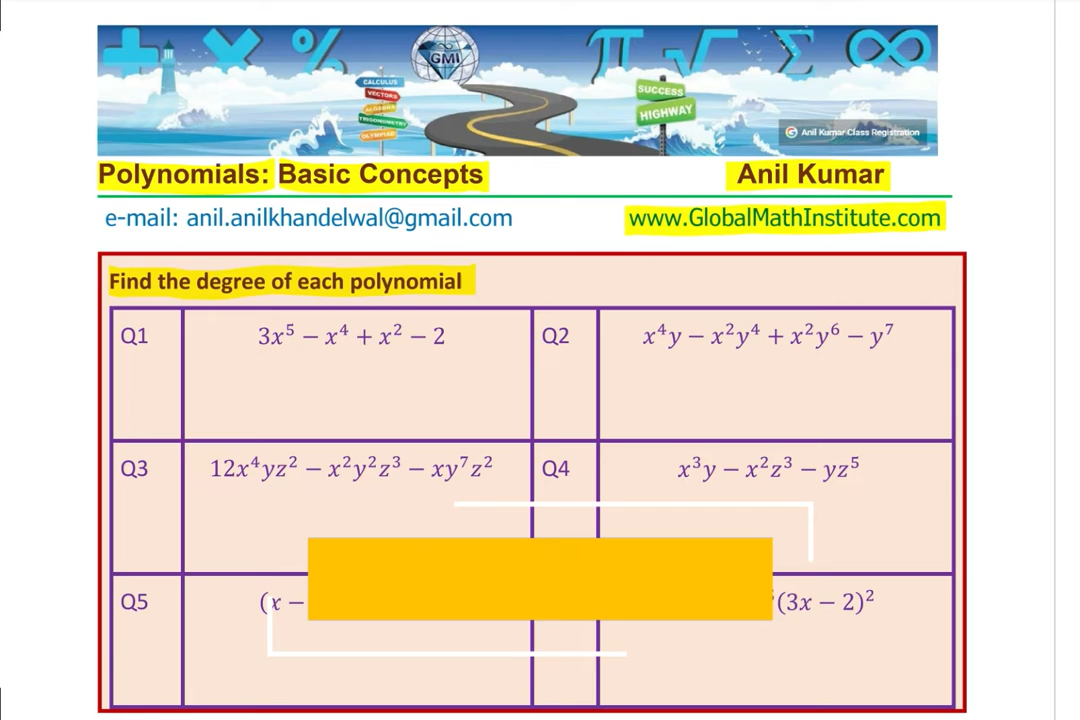 GMI
CALCULUS
VECTORS
ALGEBRA
TRIGONOMETRY
OLYMPIAD
SUCCESS
HIGHWAY
Anil Kumar Class Registration
Polynomials: Basic Concepts Anil Kumar
e-mail: anil.anilkhandelwal@gmail.com www.GlobalMathInstitute.com
Find the degree of each polynomial
Q1 3x⁵ − x⁴ + x² − 2 Q2 x⁴y − x²y⁴ + x²y⁶ − y⁷
Q3 12x⁴yz² − x²y²z³ − xy⁷z² Q4 x³y − x²z³ − yz⁵
Q5 (x − (3x − 2)²